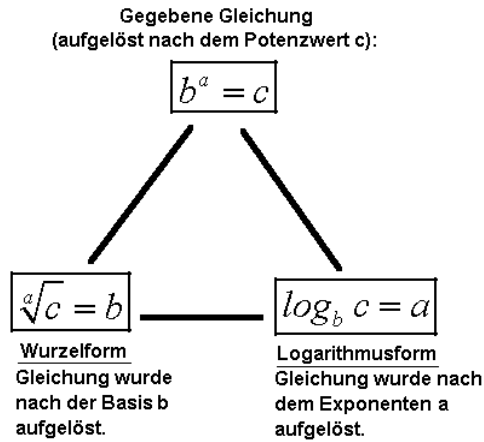 Gegebene Gleichung
(aufgelöst nach dem Potenzwert c):
bᵃ = c
ᵃ√c = b
log_b c = a
Wurzelform
Gleichung wurde
nach der Basis b
aufgelöst.
Logarithmusform
Gleichung wurde nach
dem Exponenten a
aufgelöst.